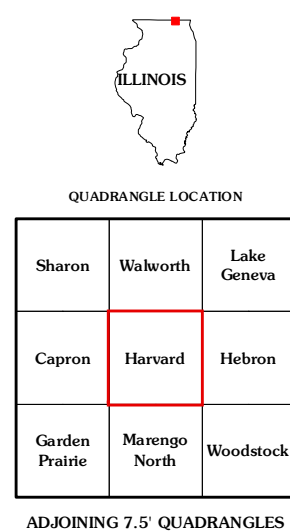 ILLINOIS
QUADRANGLE LOCATION
Sharon
Walworth
Lake
Geneva
Capron
Harvard
Hebron
Garden
Prairie
Marengo
North
Woodstock
ADJOINING 7.5' QUADRANGLES